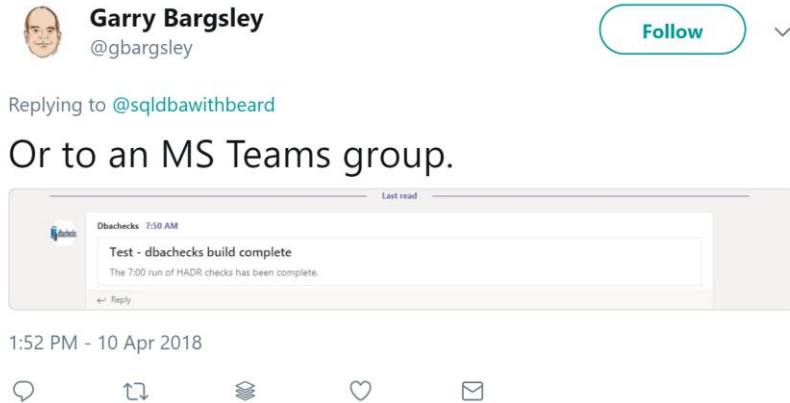 Garry Bargsley
@gbargsley
Follow
Replying to @sqldbawithbeard
Or to an MS Teams group.
Last read
dbachecks
Dbachecks 7:50 AM
Test - dbachecks build complete
The 7:00 run of HADR checks has been complete.
Reply
1:52 PM - 10 Apr 2018